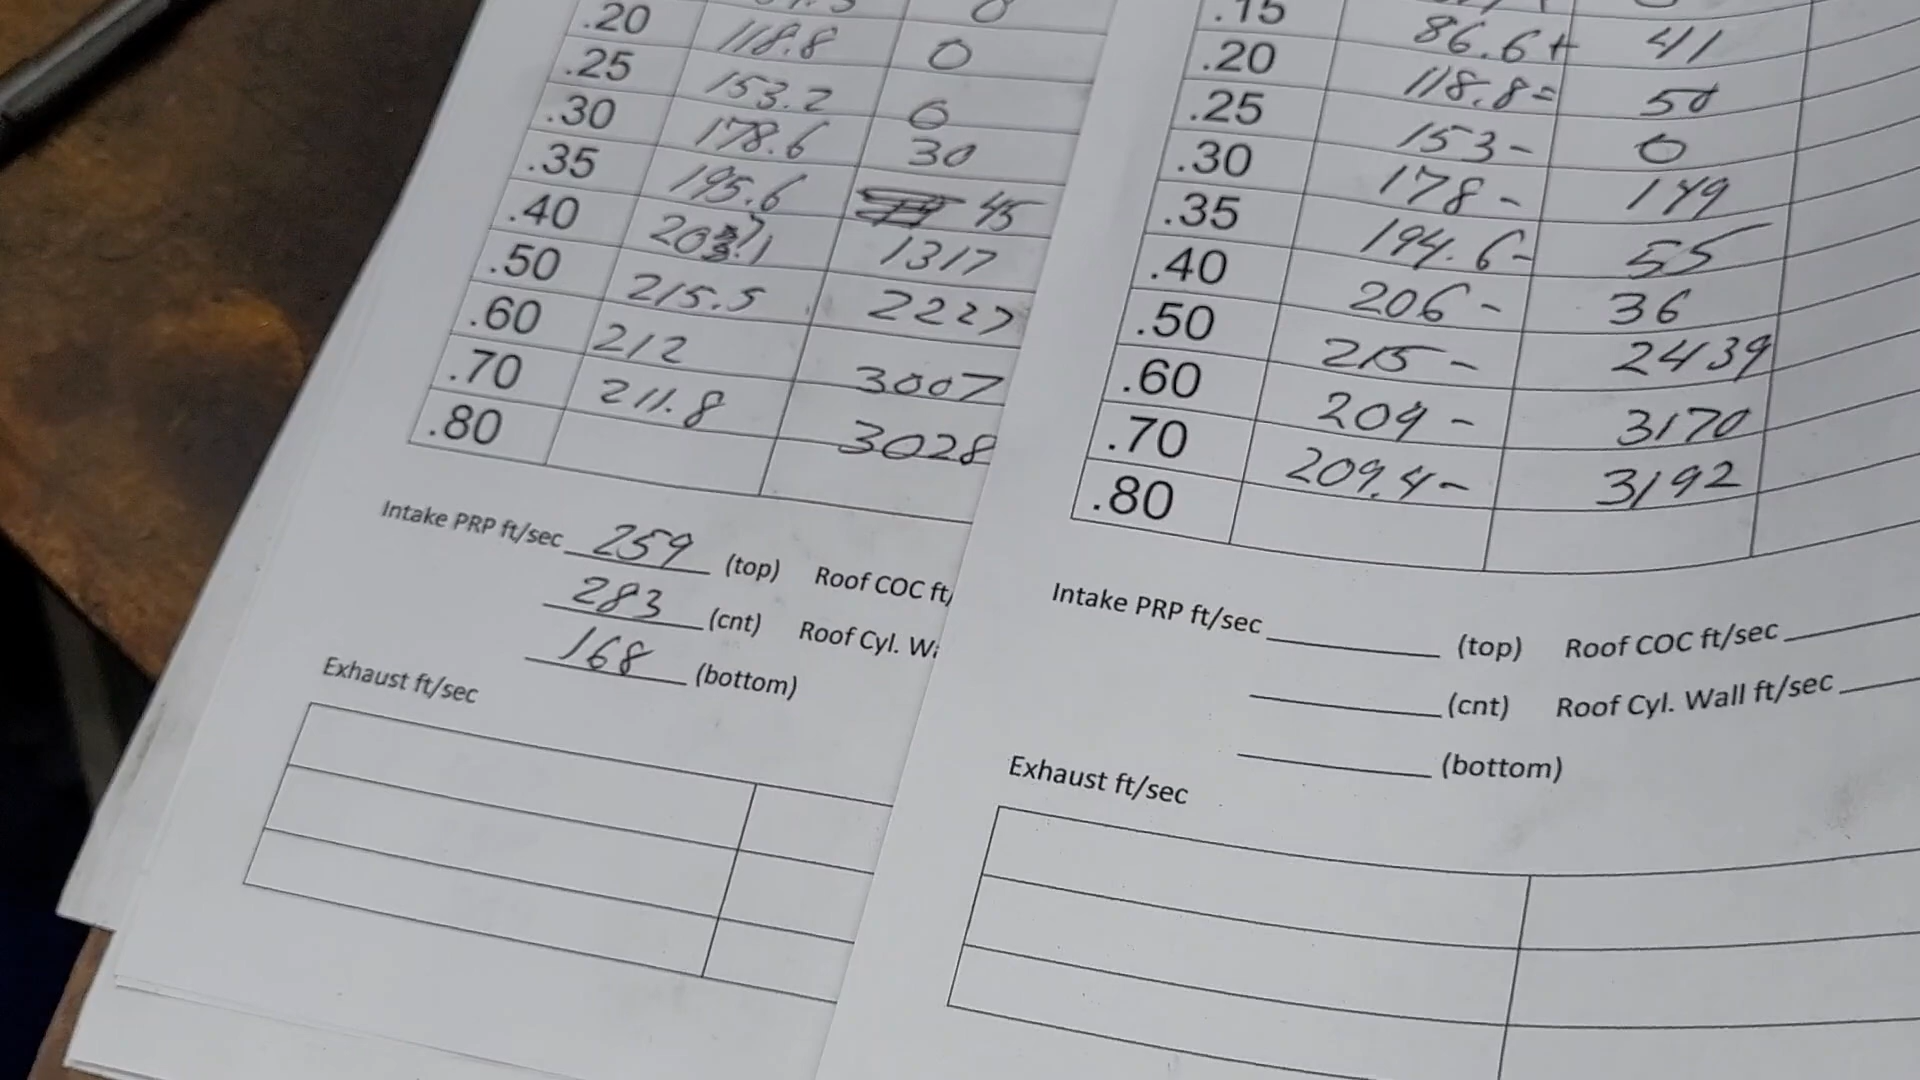 .20 118.8 0
.25 153.2 0
.30 178.6 30
.35 195.6 45
.40 207.1 1317
.50 215.5 2227
.60 212 3007
.70 211.8 3028
.80
Intake PRP ft/sec 259 (top) Roof COC ft/
283 (cnt) Roof Cyl. W
168 (bottom)
Exhaust ft/sec
.15 86.6+ 41
.20 118.8= 50
.25 153- 0
.30 178- 149
.35 194.6- 55
.40 206- 36
.50 215- 2439
.60 209- 3170
.70 209.4- 3192
.80
Intake PRP ft/sec (top) Roof COC ft/sec
(cnt) Roof Cyl. Wall ft/sec
(bottom)
Exhaust ft/sec